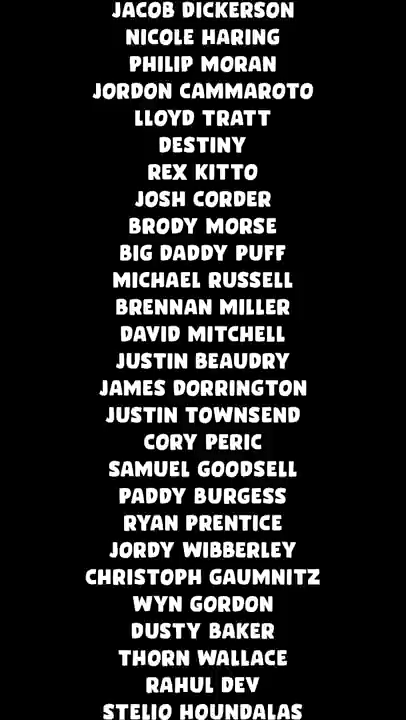 JACOB DICKERSON
NICOLE HARING
PHILIP MORAN
JORDON CAMMAROTO
LLOYD TRATT
DESTINY
REX KITTO
JOSH CORDER
BRODY MORSE
BIG DADDY PUFF
MICHAEL RUSSELL
BRENNAN MILLER
DAVID MITCHELL
JUSTIN BEAUDRY
JAMES DORRINGTON
JUSTIN TOWNSEND
CORY PERIC
SAMUEL GOODSELL
PADDY BURGESS
RYAN PRENTICE
JORDY WIBBERLEY
CHRISTOPH GAUMNITZ
WYN GORDON
DUSTY BAKER
THORN WALLACE
RAHUL DEV
STELIO HOUNDALAS